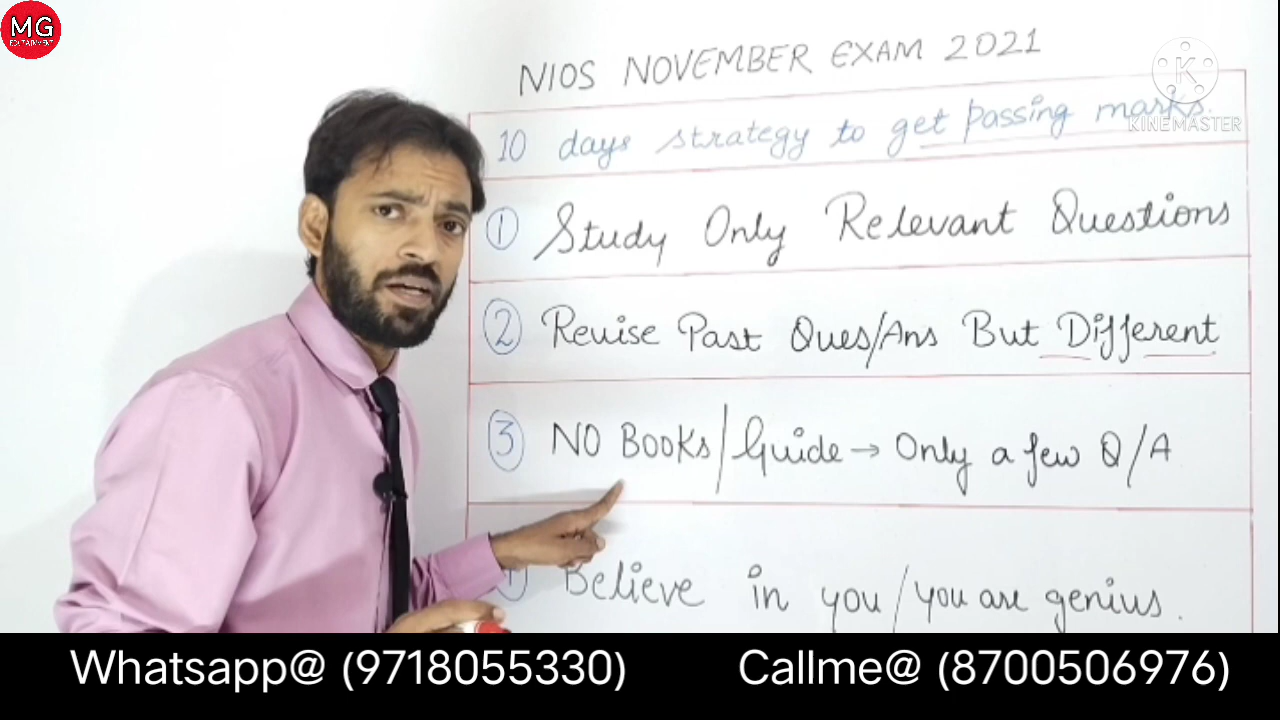 MG
EDUTAINMENT
NIOS NOVEMBER EXAM 2021
K
KINEMASTER
10 days strategy to get passing marks.
1 Study Only Relevant Questions
2 Revise Past Ques/Ans But Different
3 NO Books/Guide → Only a few Q/A
Believe in you/you are genius.
Whatsapp@ (9718055330) Callme@ (8700506976)